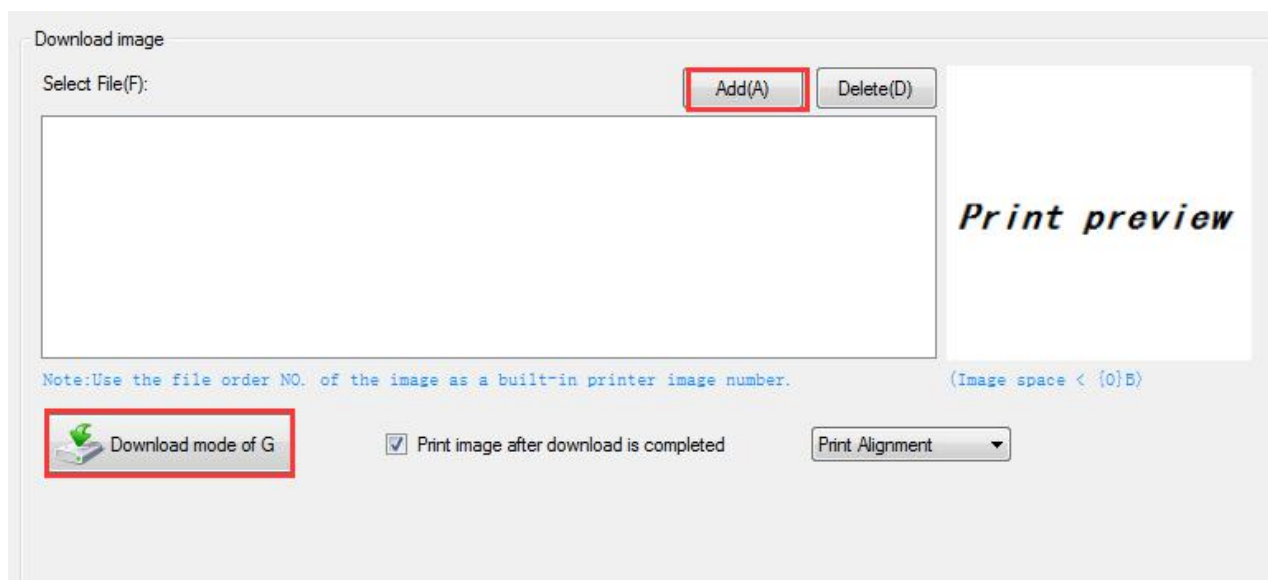 Download image
Select File(F):
Add(A)
Delete(D)
Print preview
Note:Use the file order NO. of the image as a built-in printer image number.
(Image space < {0}B)
Download mode of G
Print image after download is completed
Print Alignment